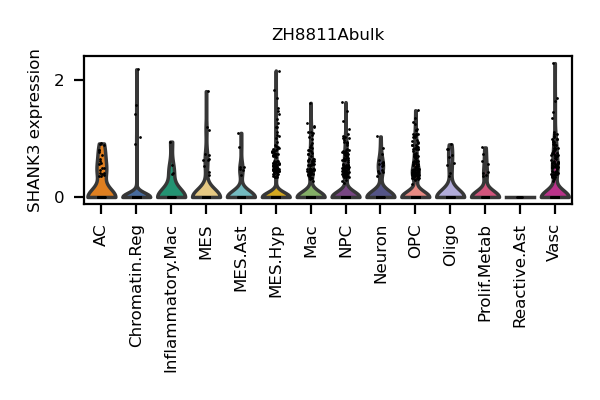 ZH8811Abulk
SHANK3 expression
2
0
AC
Chromatin.Reg
Inflammatory.Mac
MES
MES.Ast
MES.Hyp
Mac
NPC
Neuron
OPC
Oligo
Prolif.Metab
Reactive.Ast
Vasc